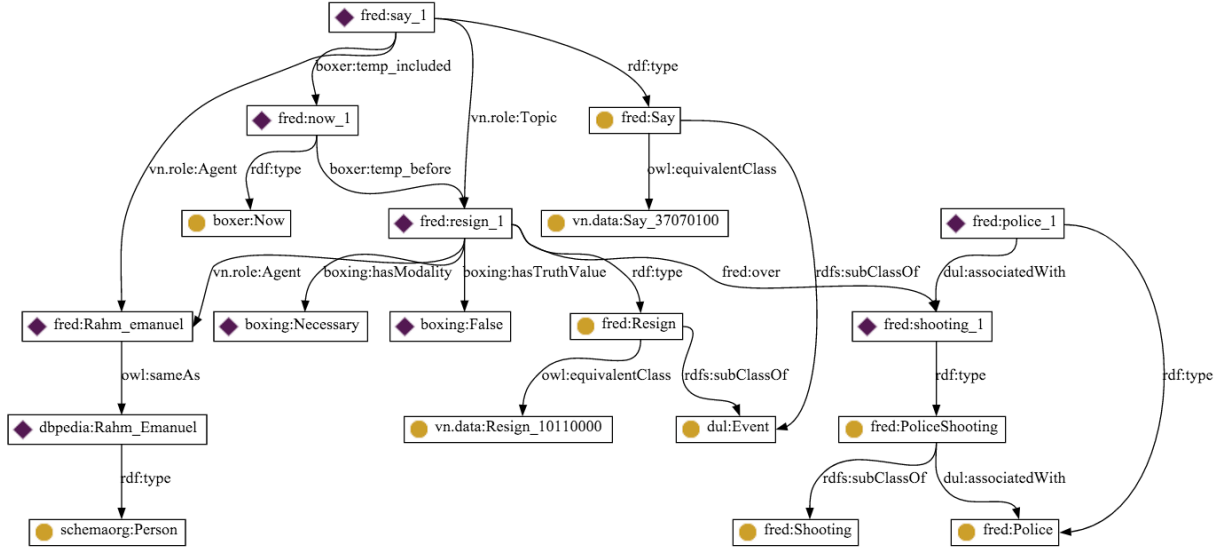 fred:say_1
boxer:temp_included
rdf:type
fred:now_1
vn.role:Topic
fred:Say
vn.role:Agent
rdf:type
boxer:temp_before
owl:equivalentClass
boxer:Now
fred:resign_1
vn.data:Say_37070100
fred:police_1
vn.role:Agent
boxing:hasModality
boxing:hasTruthValue
rdf:type
fred:over
rdfs:subClassOf
dul:associatedWith
fred:Rahm_emanuel
boxing:Necessary
boxing:False
fred:Resign
fred:shooting_1
owl:sameAs
owl:equivalentClass
rdfs:subClassOf
rdf:type
rdf:type
dbpedia:Rahm_Emanuel
vn.data:Resign_10110000
dul:Event
fred:PoliceShooting
rdf:type
rdfs:subClassOf
dul:associatedWith
schemaorg:Person
fred:Shooting
fred:Police